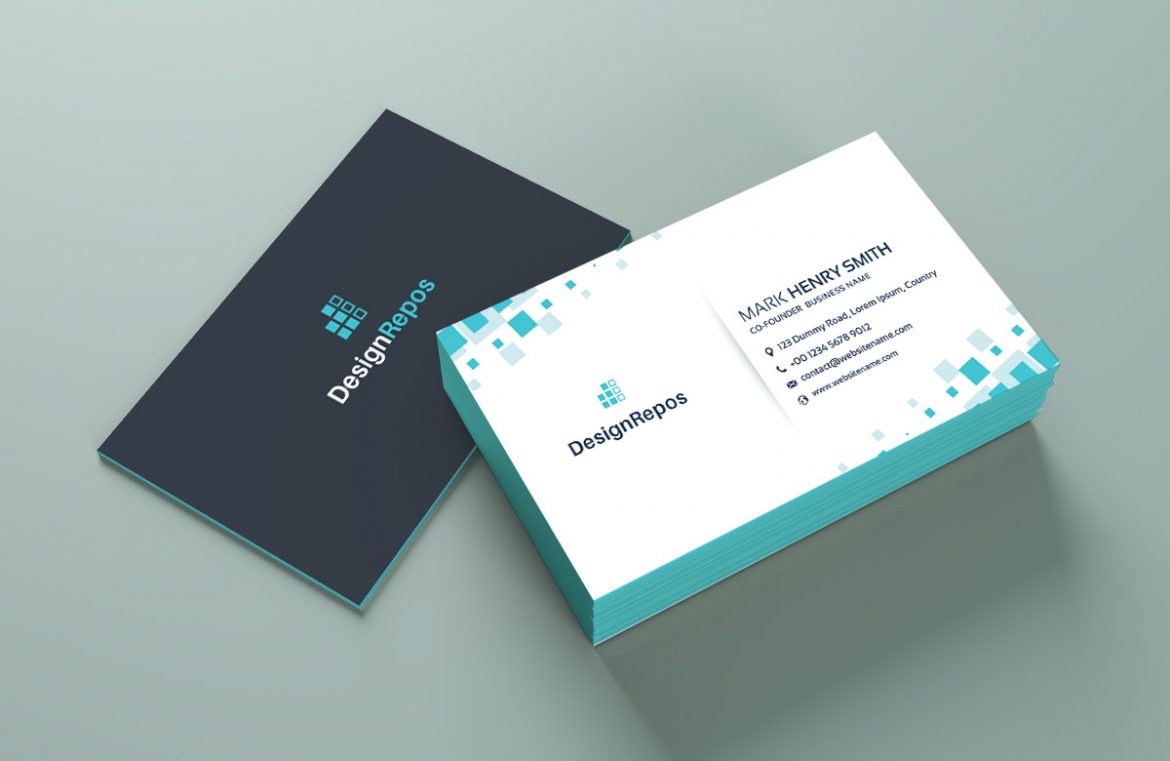 DesignRepos
DesignRepos
MARK HENRY SMITH
CO-FOUNDER BUSINESS NAME
123 Dummy Road, Lorem Ipsum, Country
+00 1234 5678 9012
contact@websitename.com
www.websitename.com